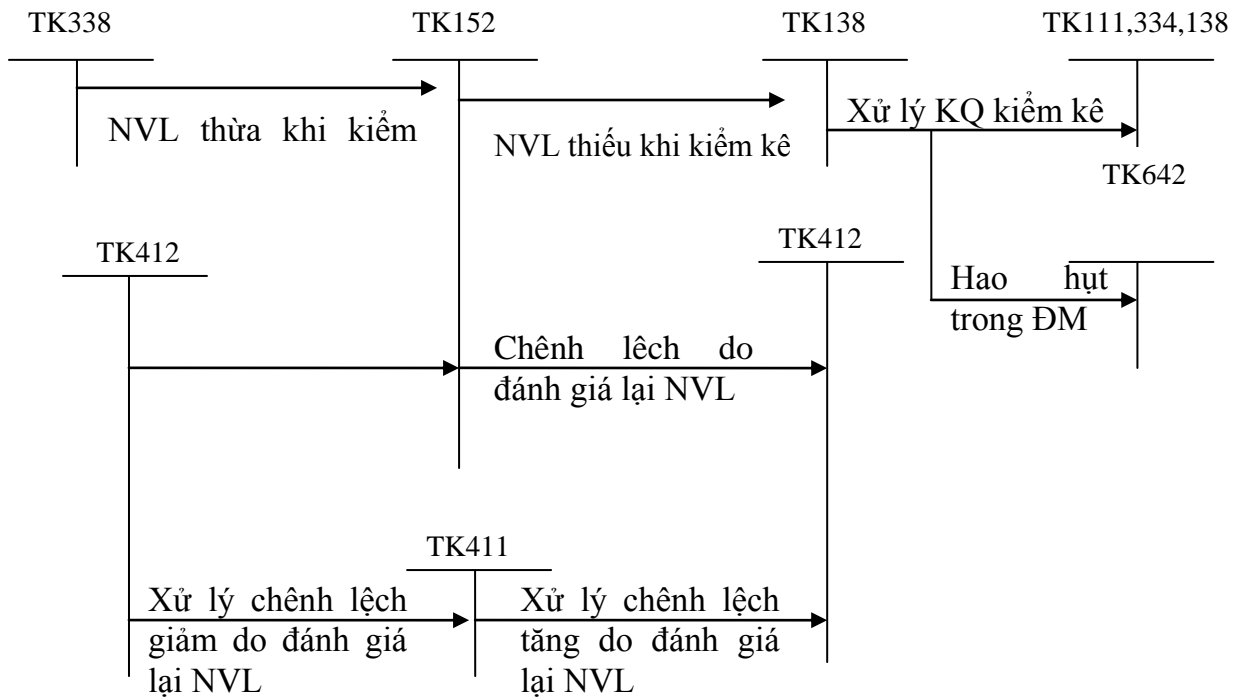 TK338
TK152
TK138
TK111,334,138
NVL thừa khi kiểm
NVL thiếu khi kiểm kê
Xử lý KQ kiểm kê
TK642
TK412
TK412
Hao hụt
trong ĐM
Chênh lêch do
đánh giá lại NVL
TK411
Xử lý chênh lệch
giảm do đánh giá
lại NVL
Xử lý chênh lệch
tăng do đánh giá
lại NVL